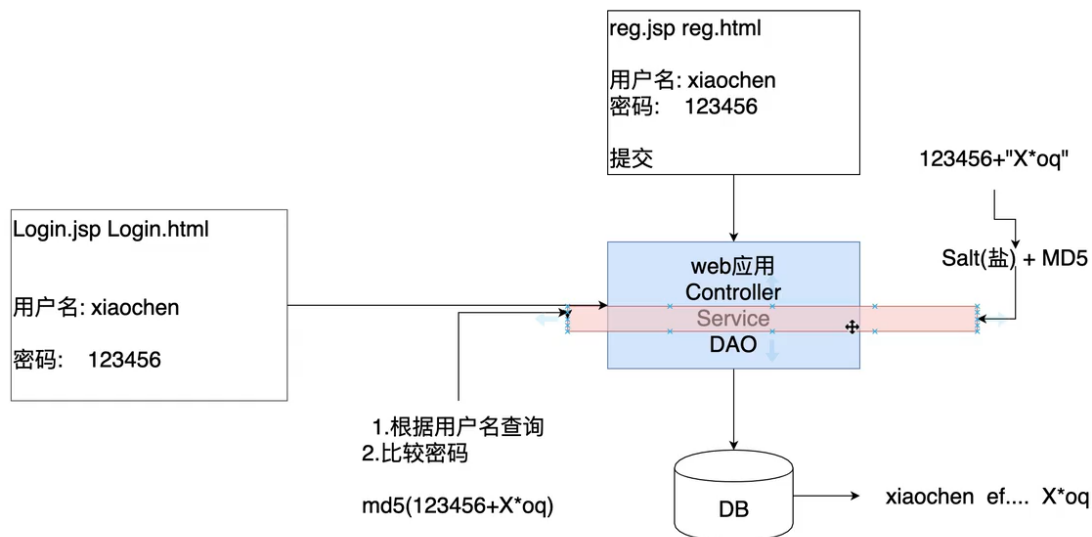 reg.jsp reg.html
用户名: xiaochen
密码: 123456
提交
123456+"X*oq"
Salt(盐) + MD5
Login.jsp Login.html
用户名: xiaochen
密码: 123456
web应用
Controller
Service
DAO
1.根据用户名查询
2.比较密码
md5(123456+X*oq)
DB
xiaochen ef.... X*oq